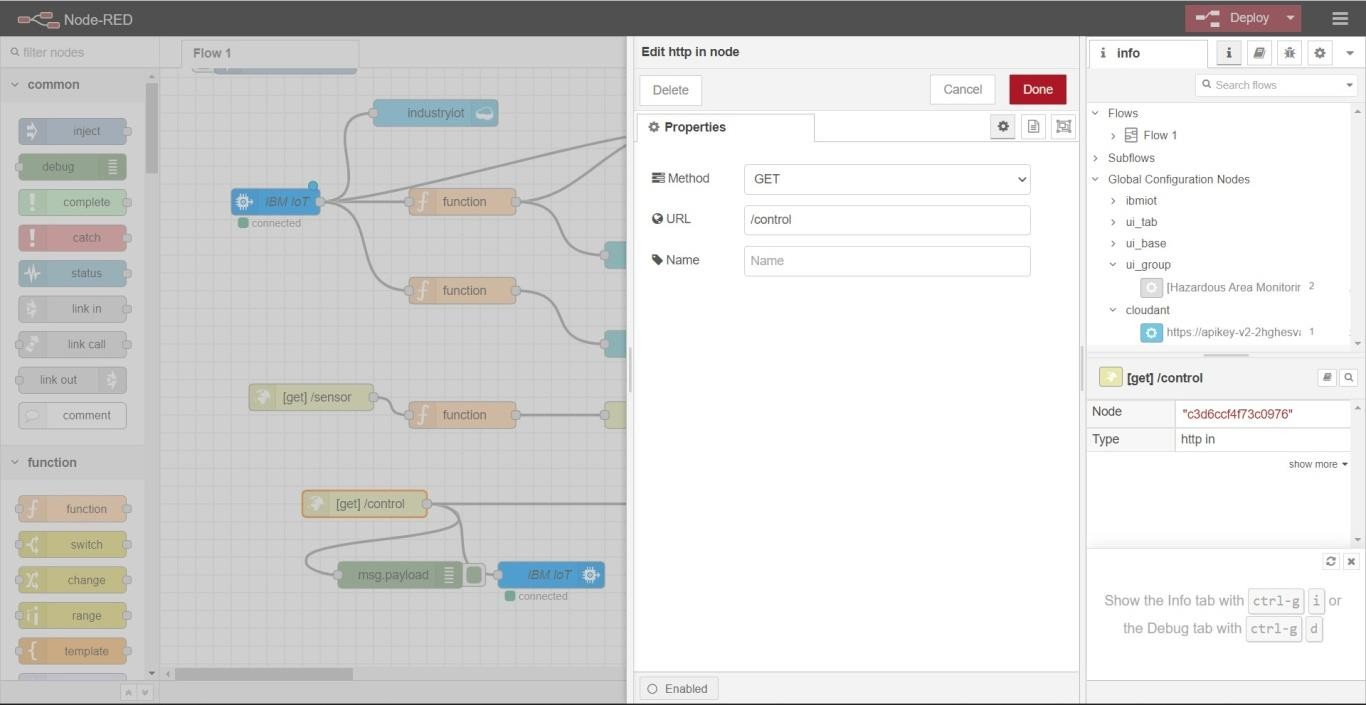 Node-RED
Deploy
filter nodes
Flow 1
common
inject
debug
complete
catch
status
link in
link call
link out
comment
function
function
switch
change
range
template
industryiot
IBM IoT
connected
function
function
[get] /sensor
function
[get] /control
msg.payload
IBM IoT
connected
Edit http in node
Delete
Cancel
Done
Properties
Method
GET
URL
/control
Name
Name
Enabled
i info
i
Search flows
Flows
Flow 1
Subflows
Global Configuration Nodes
ibmiot
ui_tab
ui_base
ui_group
[Hazardous Area Monitorir 2
cloudant
https://apikey-v2-2hghesva 1
[get] /control
Node "c3d6ccf4f73c0976"
Type http in
show more
Show the Info tab with ctrl-g i or
the Debug tab with ctrl-g d